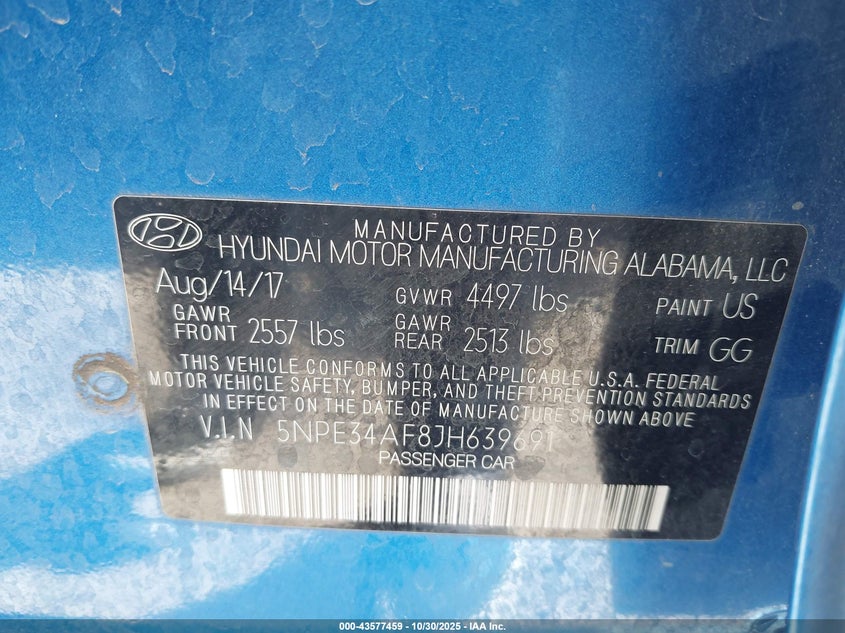 MANUFACTURED BY
HYUNDAI MOTOR MANUFACTURING ALABAMA, LLC
Aug/14/17 GVWR 4497 lbs PAINT US
GAWR FRONT 2557 lbs GAWR REAR 2513 lbs TRIM GG
THIS VEHICLE CONFORMS TO ALL APPLICABLE U.S.A. FEDERAL
MOTOR VEHICLE SAFETY, BUMPER, AND THEFT PREVENTION STANDARDS
IN EFFECT ON THE DATE OF MANUFACTURE SHOWN ABOVE
V.I.N 5NPE34AF8JH639691
PASSENGER CAR
000-43577459 - 10/30/2025 - IAA Inc.